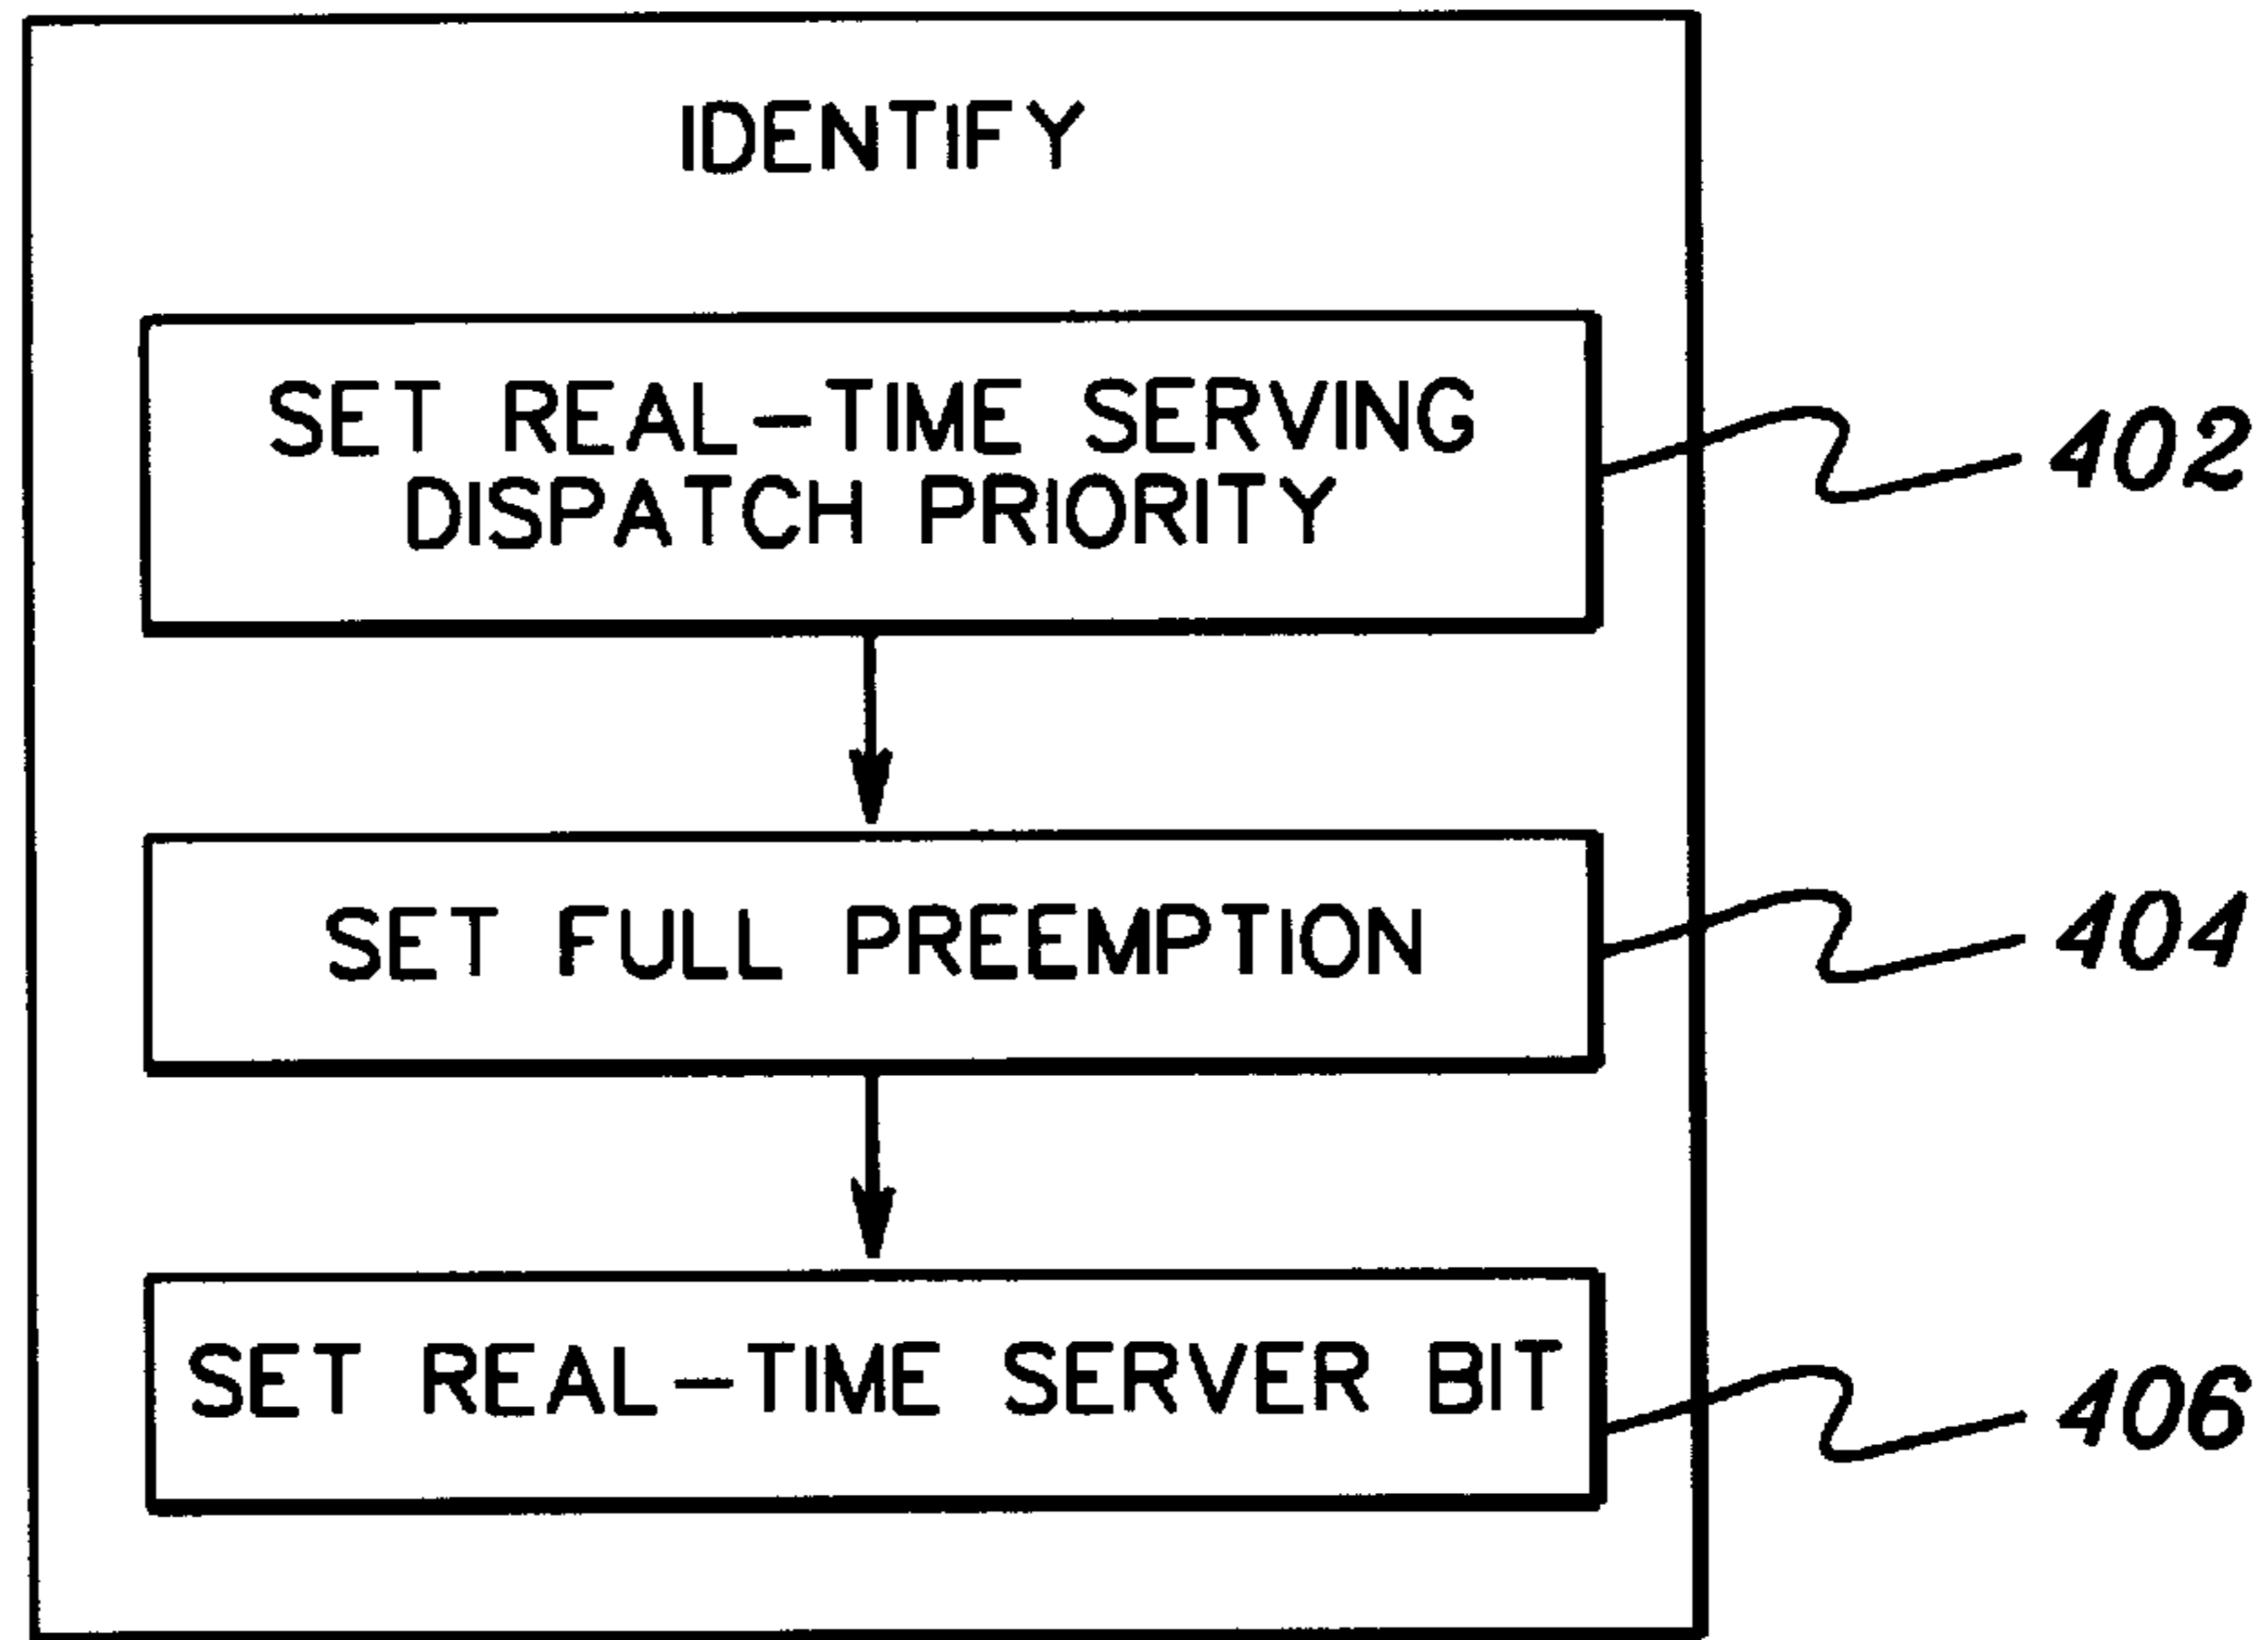 IDENTIFY
SET REAL-TIME SERVING
DISPATCH PRIORITY
402
SET FULL PREEMPTION
404
SET REAL-TIME SERVER BIT
406